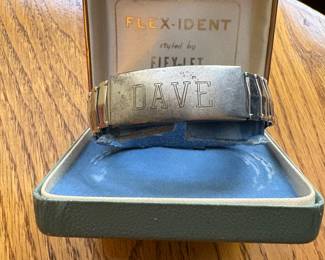 FLEX-IDENT
styled by
FLEX-LET
DAVE